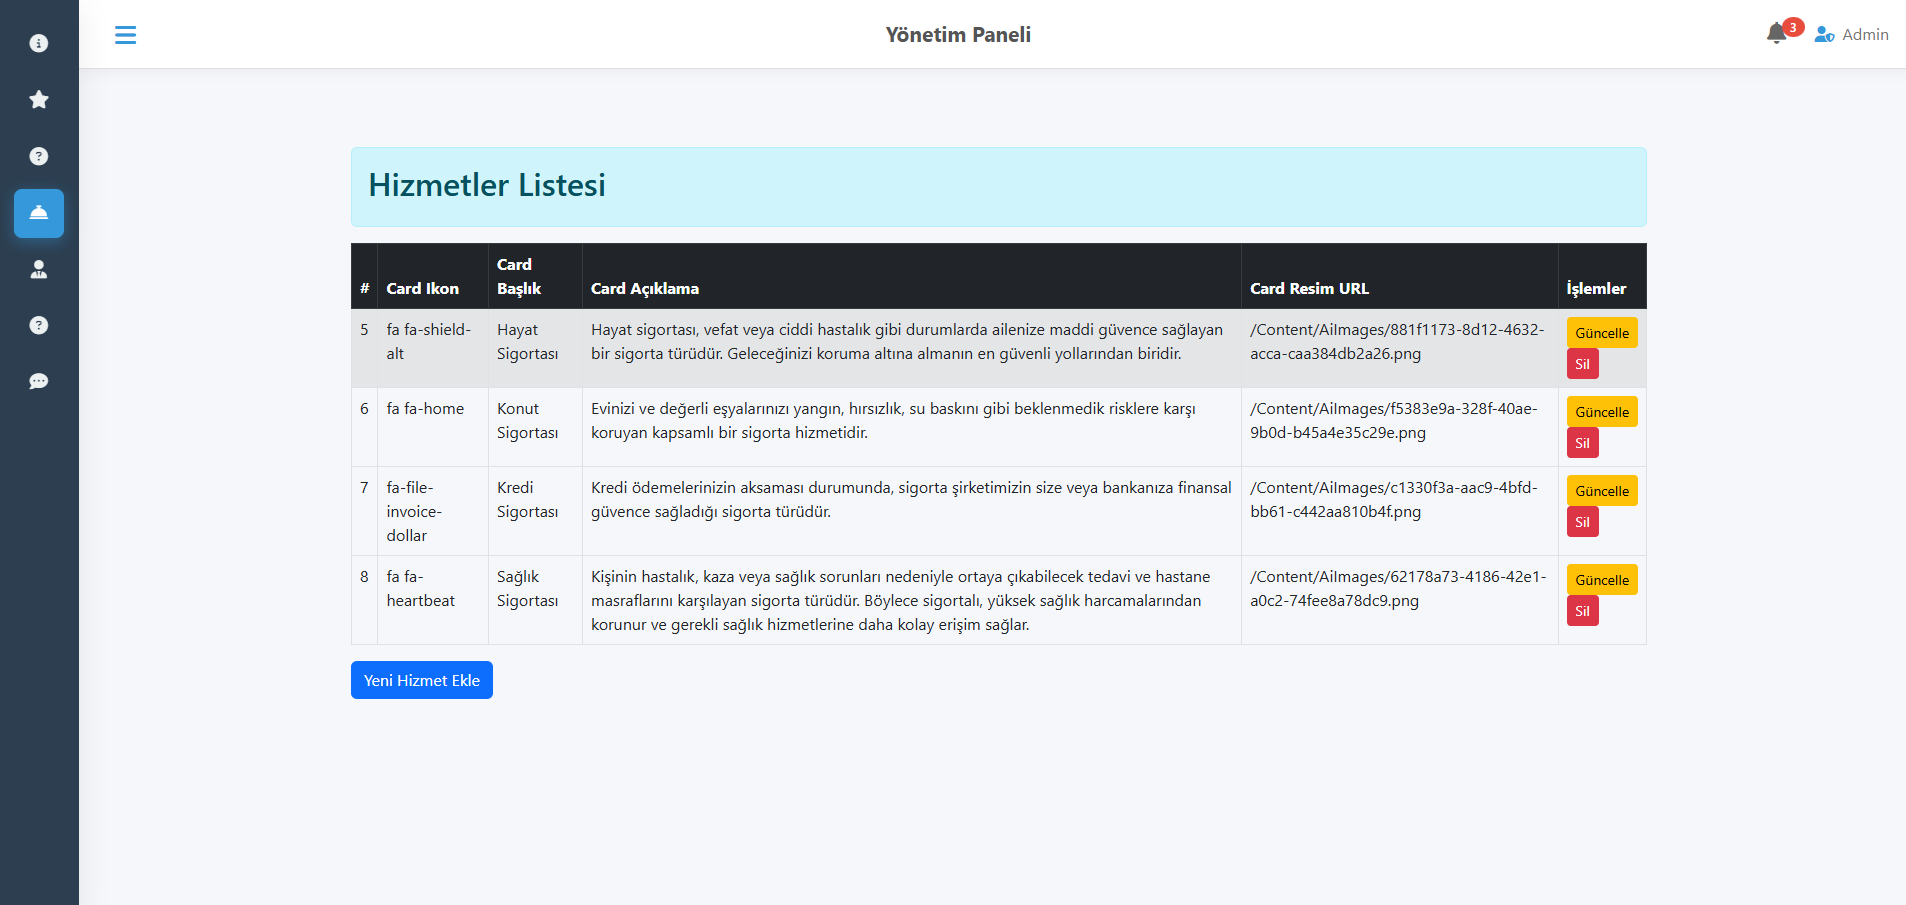 Yönetim Paneli
3
Admin
Hizmetler Listesi
#
Card Ikon
Card
Başlık
Card Açıklama
Card Resim URL
İşlemler
5
fa fa-shield-
alt
Hayat
Sigortası
Hayat sigortası, vefat veya ciddi hastalık gibi durumlarda ailenize maddi güvence sağlayan
bir sigorta türüdür. Geleceğinizi koruma altına almanın en güvenli yollarından biridir.
/Content/AiImages/881f1173-8d12-4632-
acca-caa384db2a26.png
Güncelle
Sil
6
fa fa-home
Konut
Sigortası
Evinizi ve değerli eşyalarınızı yangın, hırsızlık, su baskını gibi beklenmedik risklere karşı
koruyan kapsamlı bir sigorta hizmetidir.
/Content/AiImages/f5383e9a-328f-40ae-
9b0d-b45a4e35c29e.png
Güncelle
Sil
7
fa-file-
invoice-
dollar
Kredi
Sigortası
Kredi ödemelerinizin aksaması durumunda, sigorta şirketimizin size veya bankanıza finansal
güvence sağladığı sigorta türüdür.
/Content/AiImages/c1330f3a-aac9-4bfd-
bb61-c442aa810b4f.png
Güncelle
Sil
8
fa fa-
heartbeat
Sağlık
Sigortası
Kişinin hastalık, kaza veya sağlık sorunları nedeniyle ortaya çıkabilecek tedavi ve hastane
masraflarını karşılayan sigorta türüdür. Böylece sigortalı, yüksek sağlık harcamalarından
korunur ve gerekli sağlık hizmetlerine daha kolay erişim sağlar.
/Content/AiImages/62178a73-4186-42e1-
a0c2-74fee8a78dc9.png
Güncelle
Sil
Yeni Hizmet Ekle